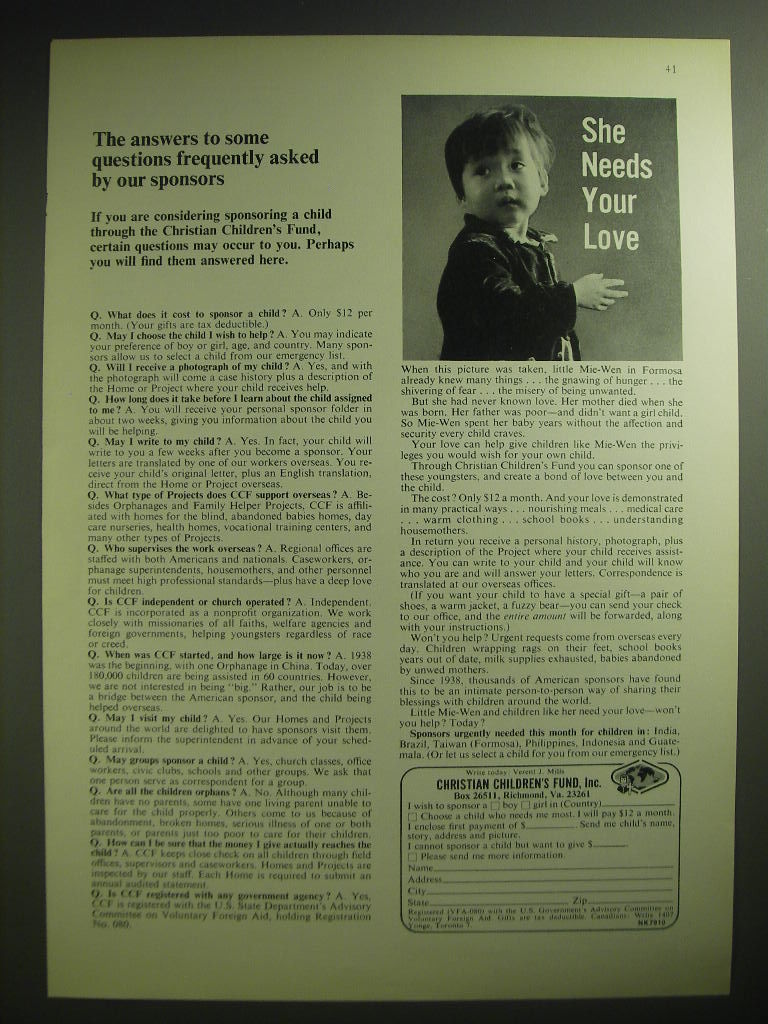 41
The answers to some
questions frequently asked
by our sponsors
If you are considering sponsoring a child
through the Christian Children's Fund,
certain questions may occur to you. Perhaps
you will find them answered here.
Q. What does it cost to sponsor a child? A. Only $12 per
month. (Your gifts are tax deductible.)
Q. May I choose the child I wish to help? A. You may indicate
your preference of boy or girl, age, and country. Many spon-
sors allow us to select a child from our emergency list.
Q. Will I receive a photograph of my child? A. Yes, and with
the photograph will come a case history plus a description of
the Home or Project where your child receives help.
Q. How long does it take before I learn about the child assigned
to me? A. You will receive your personal sponsor folder in
about two weeks, giving you information about the child you
will be helping.
Q. May I write to my child? A. Yes. In fact, your child will
write to you a few weeks after you become a sponsor. Your
letters are translated by one of our workers overseas. You re-
ceive your child's original letter, plus an English translation,
direct from the Home or Project overseas.
Q. What type of Projects does CCF support overseas? A. Be-
sides Orphanages and Family Helper Projects, CCF is affili-
ated with homes for the blind, abandoned babies homes, day
care nurseries, health homes, vocational training centers, and
many other types of Projects.
Q. Who supervises the work overseas? A. Regional offices are
staffed with both Americans and nationals. Caseworkers, or-
phanage superintendents, housemothers, and other personnel
must meet high professional standards—plus have a deep love
for children.
Q. Is CCF independent or church operated? A. Independent.
CCF is incorporated as a nonprofit organization. We work
closely with missionaries of all faiths, welfare agencies and
foreign governments, helping youngsters regardless of race
or creed.
Q. When was CCF started, and how large is it now? A. 1938
was the beginning, with one Orphanage in China. Today, over
180,000 children are being assisted in 60 countries. However,
we are not interested in being "big." Rather, our job is to be
a bridge between the American sponsor, and the child being
helped overseas.
Q. May I visit my child? A. Yes. Our Homes and Projects
around the world are delighted to have sponsors visit them.
Please inform the superintendent in advance of your sched-
uled arrival.
Q. May groups sponsor a child? A. Yes, church classes, office
workers, civic clubs, schools and other groups. We ask that
one person serve as correspondent for a group.
Q. Are all the children orphans? A. No. Although many chil-
dren have no parents, some have one living parent unable to
care for the child properly. Others come to us because of
abandonment, broken homes, serious illness of one or both
parents, or parents just too poor to care for their children.
Q. How can I be sure that the money I give actually reaches the
child? A. CCF keeps close check on all children through field
offices, supervisors and caseworkers. Homes and Projects are
inspected by our staff. Each Home is required to submit an
annual audited statement.
Q. Is CCF registered with any government agency? A. Yes,
CCF is registered with the U.S. State Department's Advisory
Committee on Voluntary Foreign Aid, holding Registration
No. 080.
She
Needs
Your
Love
When this picture was taken, little Mie-Wen in Formosa
already knew many things . . . the gnawing of hunger . . . the
shivering of fear . . . the misery of being unwanted.
But she had never known love. Her mother died when she
was born. Her father was poor—and didn't want a girl child.
So Mie-Wen spent her baby years without the affection and
security every child craves.
Your love can help give children like Mie-Wen the privi-
leges you would wish for your own child.
Through Christian Children's Fund you can sponsor one of
these youngsters, and create a bond of love between you and
the child.
The cost? Only $12 a month. And your love is demonstrated
in many practical ways . . . nourishing meals . . . medical care
. . . warm clothing . . . school books . . . understanding
housemothers.
In return you receive a personal history, photograph, plus
a description of the Project where your child receives assist-
ance. You can write to your child and your child will know
who you are and will answer your letters. Correspondence is
translated at our overseas offices.
(If you want your child to have a special gift—a pair of
shoes, a warm jacket, a fuzzy bear—you can send your check
to our office, and the entire amount will be forwarded, along
with your instructions.)
Won't you help? Urgent requests come from overseas every
day. Children wrapping rags on their feet, school books
years out of date, milk supplies exhausted, babies abandoned
by unwed mothers.
Since 1938, thousands of American sponsors have found
this to be an intimate person-to-person way of sharing their
blessings with children around the world.
Little Mie-Wen and children like her need your love—won't
you help? Today?
Sponsors urgently needed this month for children in: India,
Brazil, Taiwan (Formosa), Philippines, Indonesia and Guate-
mala. (Or let us select a child for you from our emergency list.)
Write today: Verent J. Mills
CHRISTIAN CHILDREN'S FUND, Inc.
Box 26511, Richmond, Va. 23261
I wish to sponsor a boy girl in (Country)
Choose a child who needs me most. I will pay $12 a month.
I enclose first payment of $ Send me child's name,
story, address and picture.
I cannot sponsor a child but want to give $
Please send me more information.
Name
Address
City
State Zip
Registered (VFA-080) with the U.S. Government's Advisory Committee on
Voluntary Foreign Aid. Gifts are tax deductible. Canadians: Write 1407
Yonge, Toronto 7. NK7910